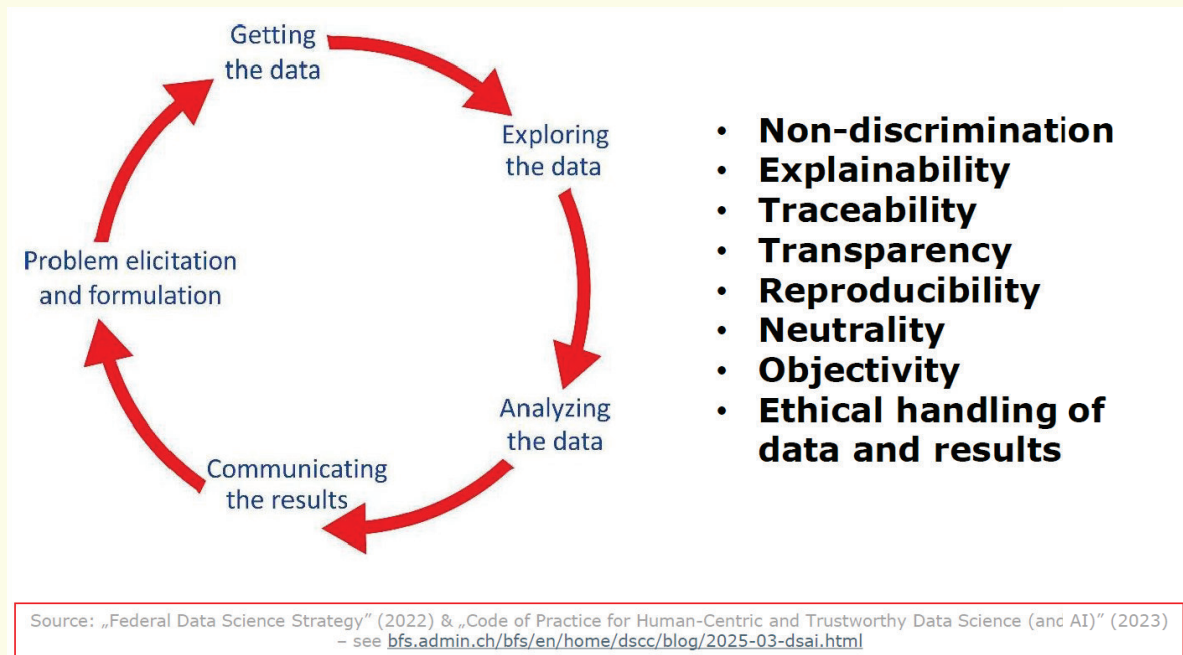 Getting
the data
Exploring
the data
Analyzing
the data
Communicating
the results
Problem elicitation
and formulation
• Non-discrimination
• Explainability
• Traceability
• Transparency
• Reproducibility
• Neutrality
• Objectivity
• Ethical handling of
data and results
Source: „Federal Data Science Strategy” (2022) & „Code of Practice for Human-Centric and Trustworthy Data Science (and AI)” (2023)
– see bfs.admin.ch/bfs/en/home/dscc/blog/2025-03-dsai.html